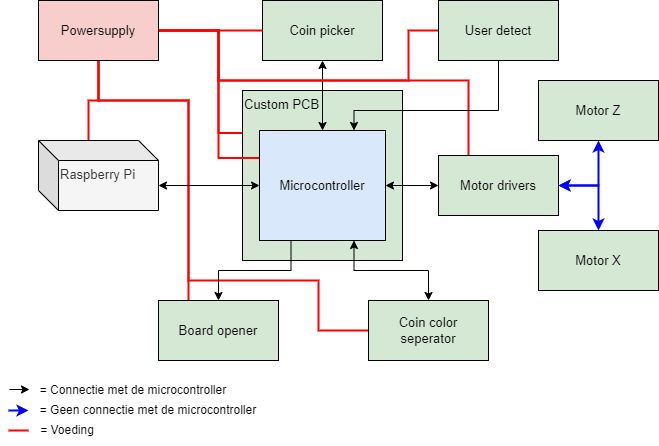 Powersupply
Coin picker
User detect
Custom PCB
Motor Z
Raspberry Pi
Microcontroller
Motor drivers
Motor X
Board opener
Coin color
seperator
= Connectie met de microcontroller
= Geen connectie met de microcontroller
= Voeding